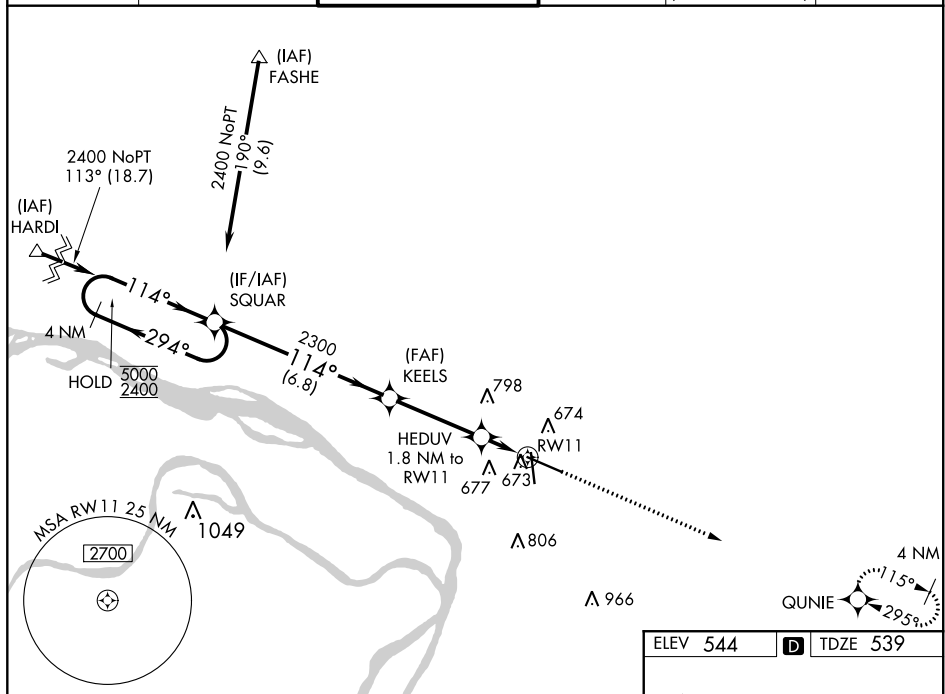 (IAF)
FASHE
2400 NoPT
190°
(9.6)
2400 NoPT
113° (18.7)
(IAF)
HARDI
(IF/IAF)
SQUAR
114°
4 NM
294°
HOLD
5000
2400
2300
114°
(6.8)
(FAF)
KEELS
798
674
HEDUV
1.8 NM to
RW11
RW11
677
673
MSA RW11 25 NM
2700
1049
806
966
4 NM
115°
QUNIE
295°
ELEV 544 D TDZE 539